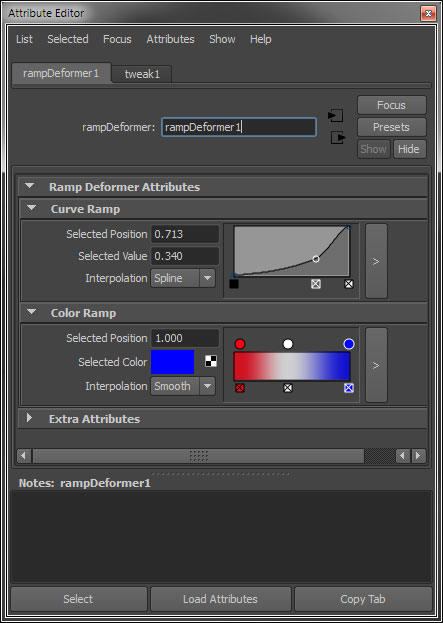 Attribute Editor
List Selected Focus Attributes Show Help
rampDeformer1 tweak1
Focus
rampDeformer: rampDeformer1
Presets
Show Hide
Ramp Deformer Attributes
Curve Ramp
Selected Position 0.713
Selected Value 0.340
Interpolation Spline
>
Color Ramp
Selected Position 1.000
Selected Color
Interpolation Smooth
>
Extra Attributes
Notes: rampDeformer1
Select Load Attributes Copy Tab